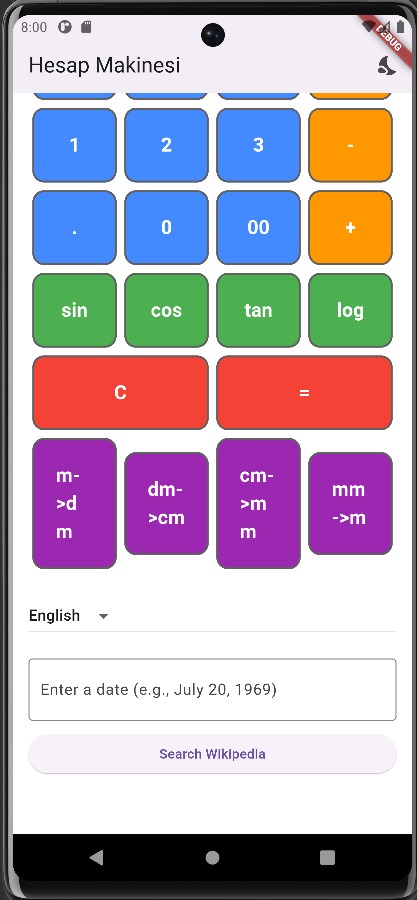 8:00
DEBUG
Hesap Makinesi
1 2 3 -
. 0 00 +
sin cos tan log
C =
m-
>d
m
dm-
>cm
cm-
>m
m
mm
->m
English
Enter a date (e.g., July 20, 1969)
Search Wikipedia